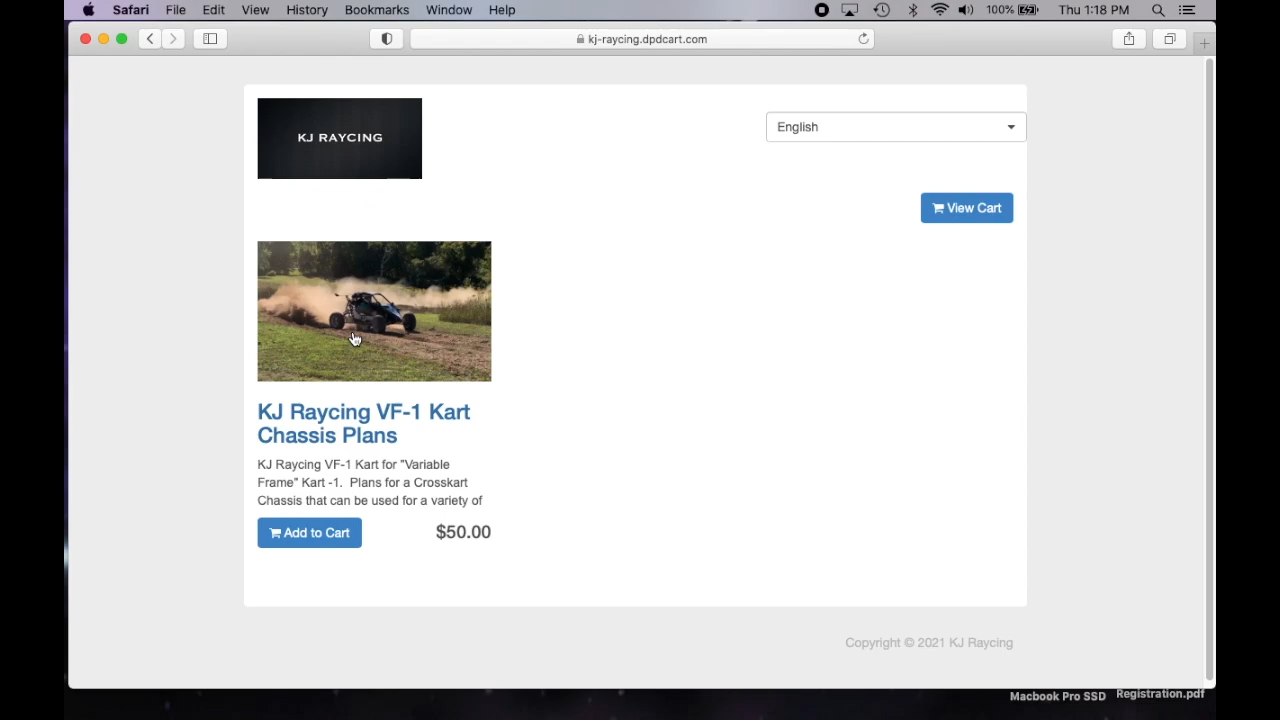 Safari File Edit View History Bookmarks Window Help 100% Thu 1:18 PM
kj-raycing.dpdcart.com
KJ RAYCING
English
View Cart
KJ Raycing VF-1 Kart
Chassis Plans
KJ Raycing VF-1 Kart for "Variable
Frame" Kart -1. Plans for a Crosskart
Chassis that can be used for a variety of
Add to Cart $50.00
Copyright © 2021 KJ Raycing
Macbook Pro SSD Registration.pdf